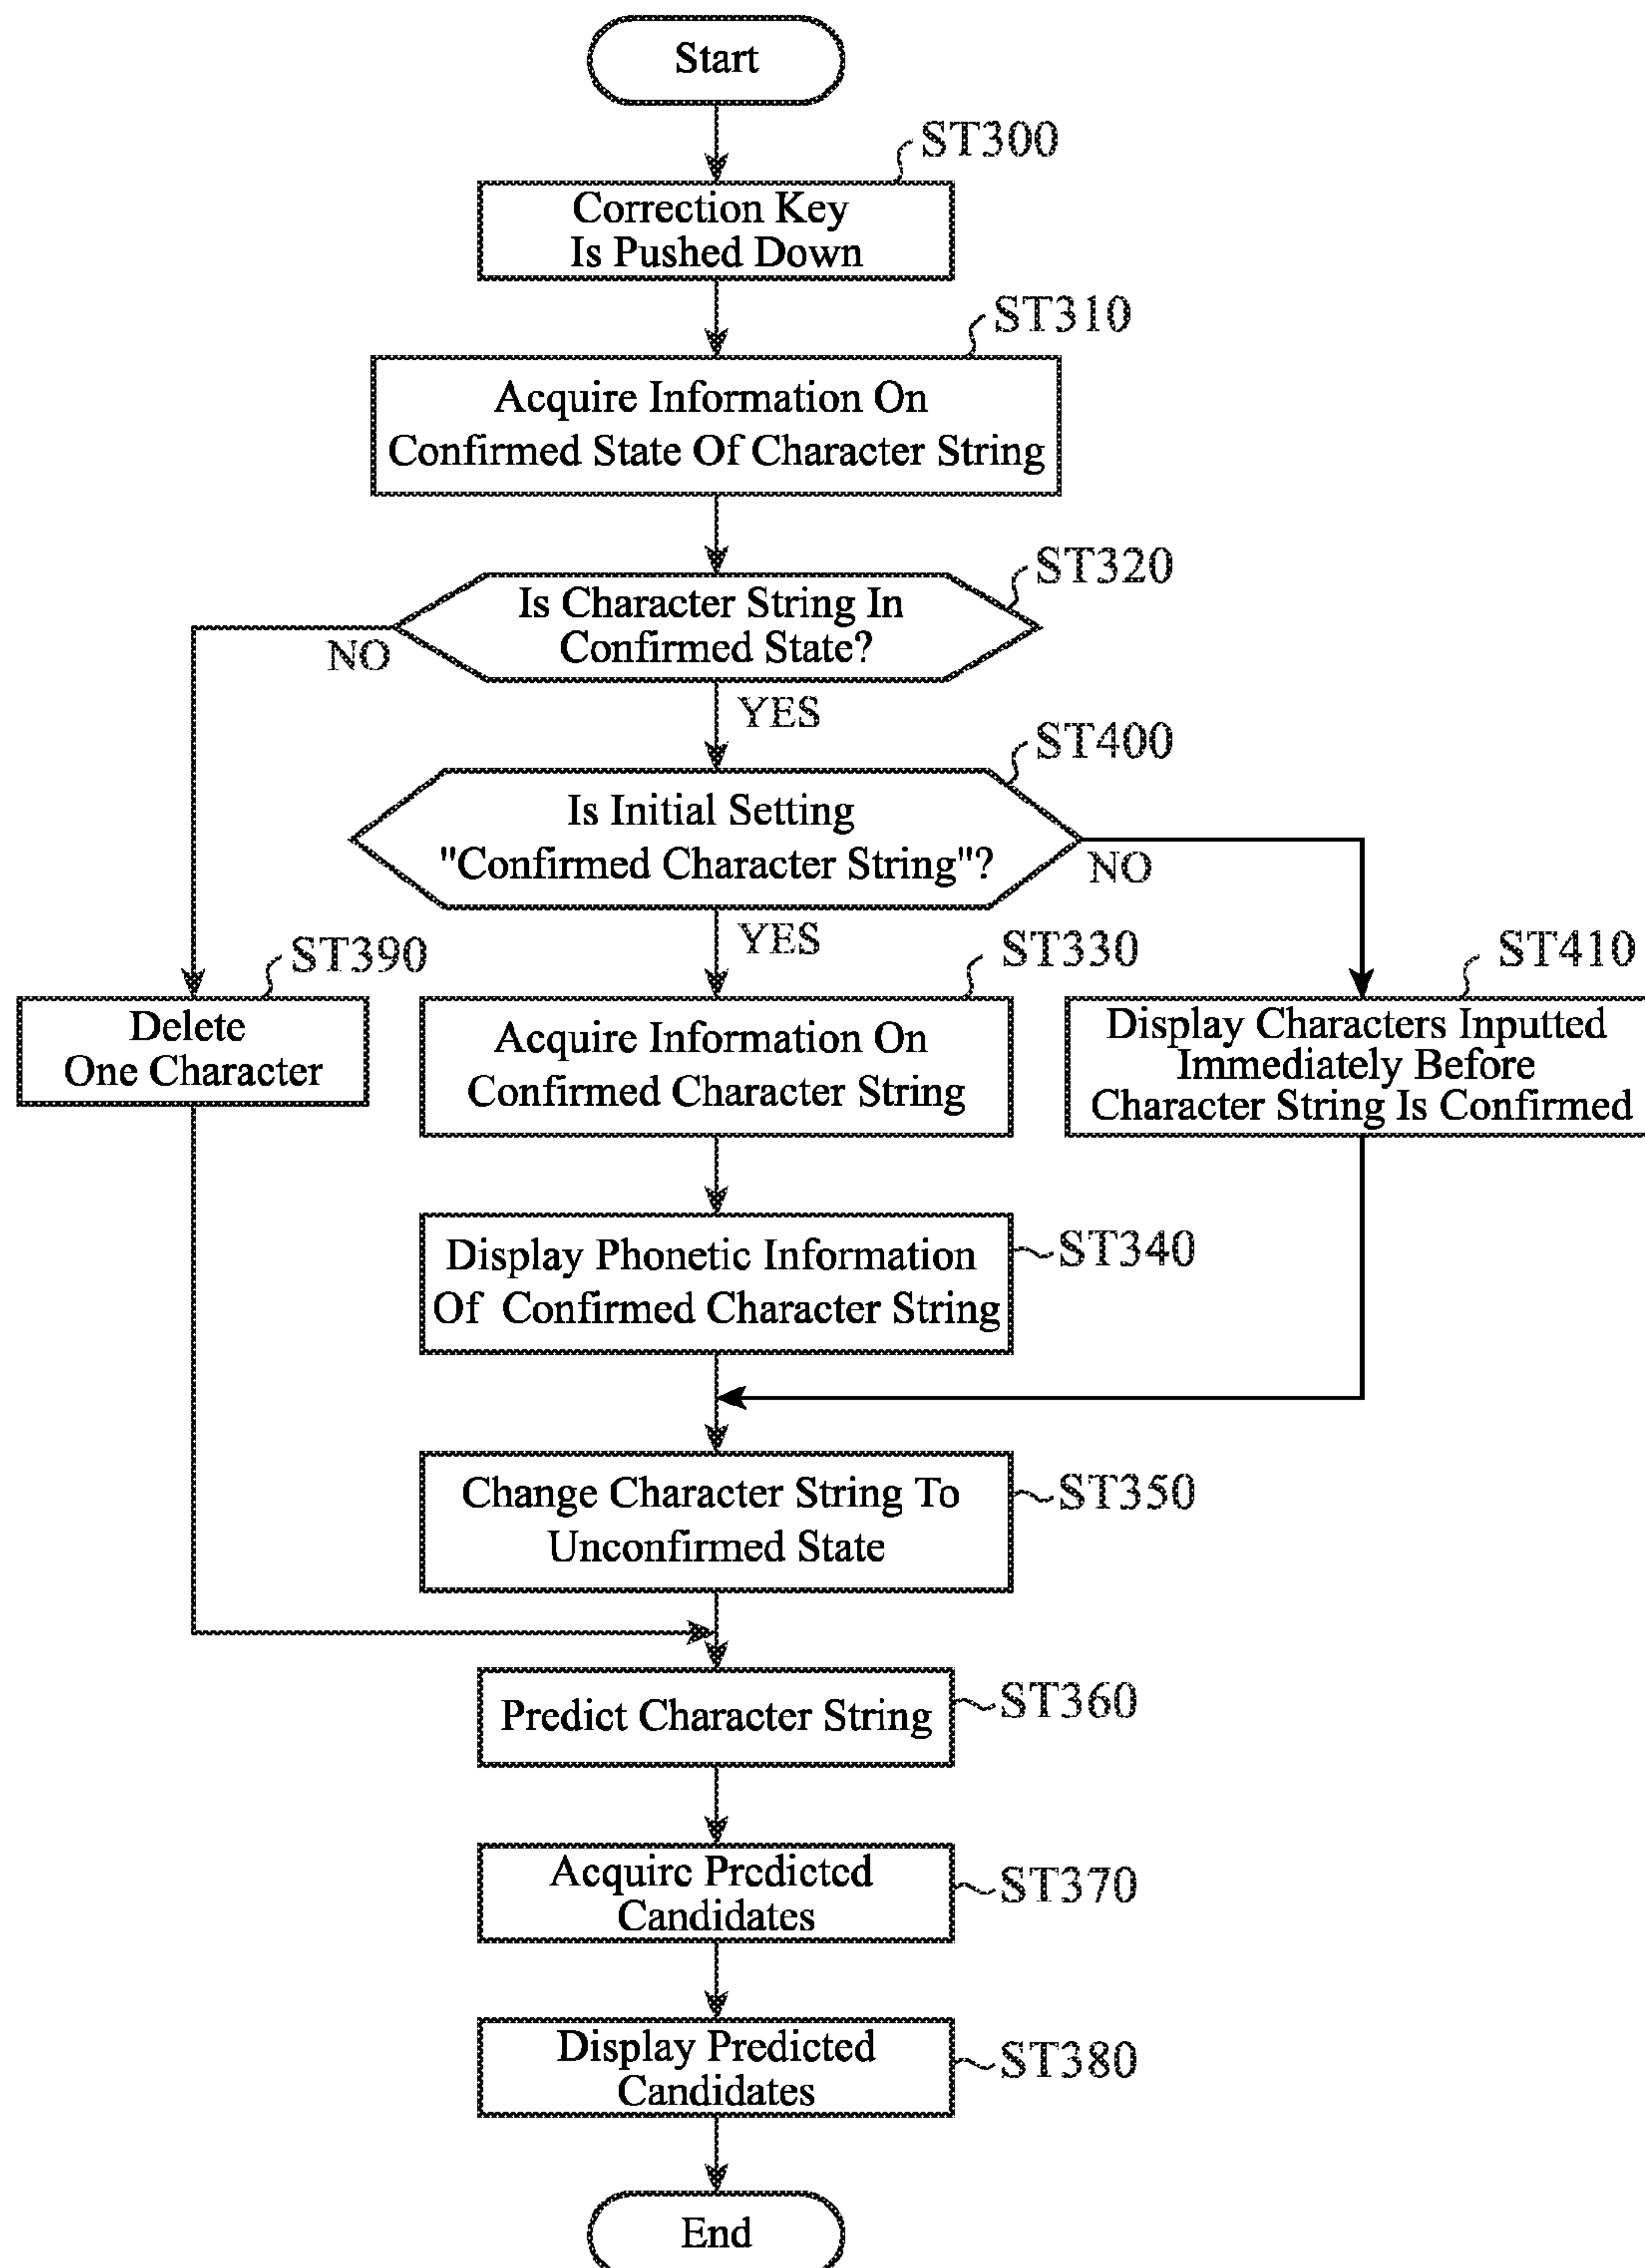 Start
ST300
Correction Key
Is Pushed Down
ST310
Acquire Information On
Confirmed State Of Character String
ST320
Is Character String In
Confirmed State?
NO
YES
ST400
Is Initial Setting
"Confirmed Character String"?
NO
YES
ST390
Delete
One Character
ST330
Acquire Information On
Confirmed Character String
ST410
Display Characters Inputted
Immediately Before
Character String Is Confirmed
Display Phonetic Information
Of Confirmed Character String
ST340
Change Character String To
Unconfirmed State
ST350
Predict Character String
ST360
Acquire Predicted
Candidates
ST370
Display Predicted
Candidates
ST380
End